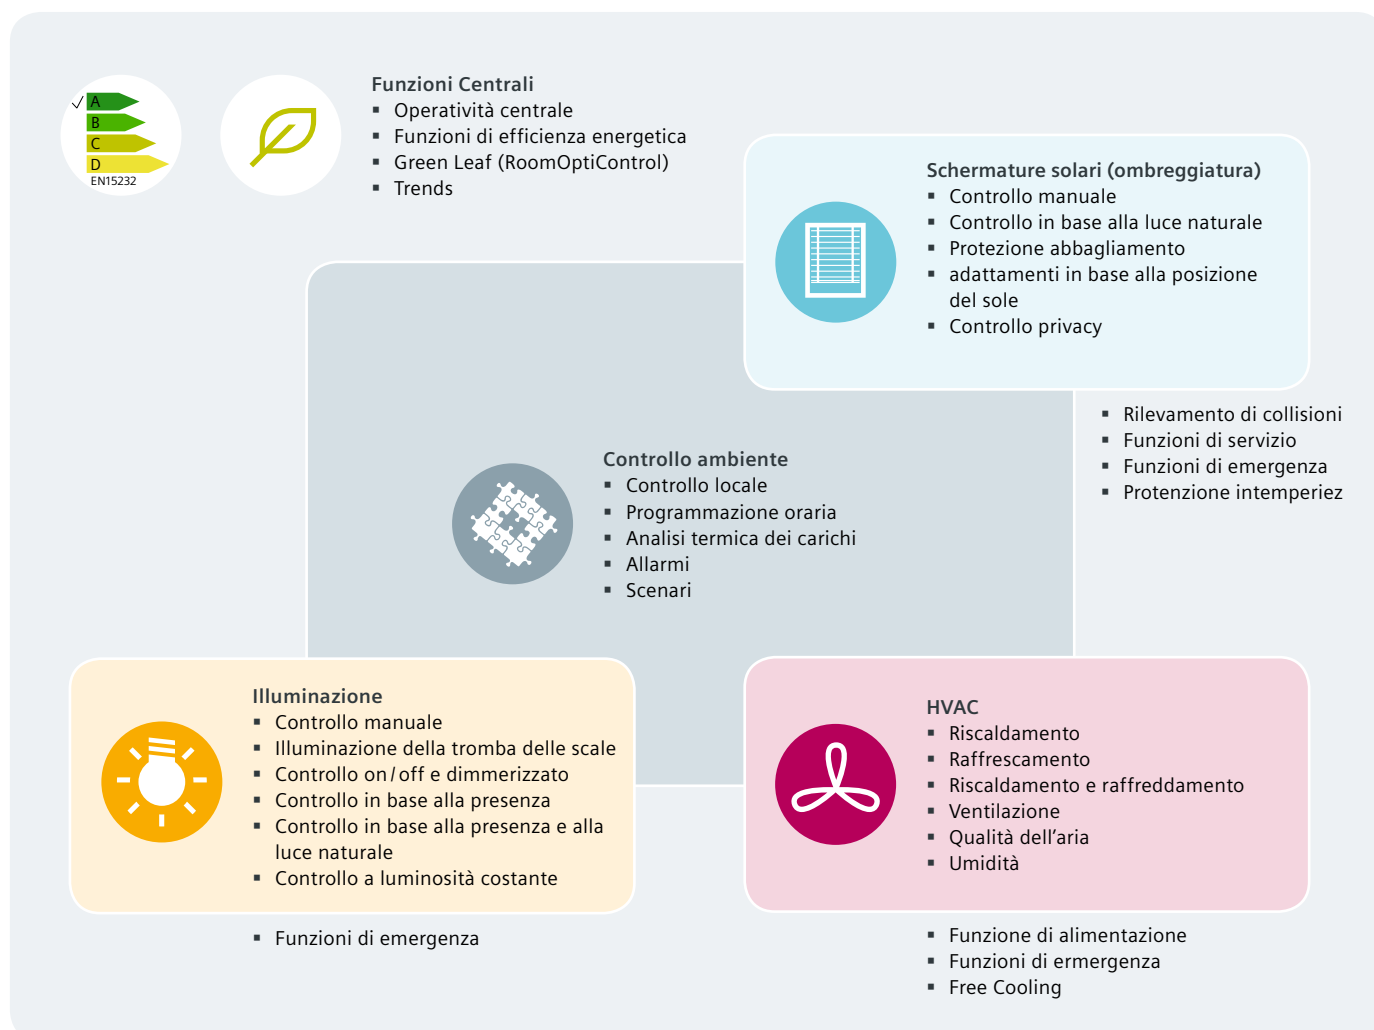 A
B
C
D
EN15232
Funzioni Centrali
▪ Operatività centrale
▪ Funzioni di efficienza energetica
▪ Green Leaf (RoomOptiControl)
▪ Trends
Schermature solari (ombreggiatura)
▪ Controllo manuale
▪ Controllo in base alla luce naturale
▪ Protezione abbagliamento
▪ adattamenti in base alla posizione
del sole
▪ Controllo privacy
▪ Rilevamento di collisioni
▪ Funzioni di servizio
▪ Funzioni di emergenza
▪ Protenzione intemperiez
Controllo ambiente
▪ Controllo locale
▪ Programmazione oraria
▪ Analisi termica dei carichi
▪ Allarmi
▪ Scenari
Illuminazione
▪ Controllo manuale
▪ Illuminazione della tromba delle scale
▪ Controllo on/off e dimmerizzato
▪ Controllo in base alla presenza
▪ Controllo in base alla presenza e alla
luce naturale
▪ Controllo a luminosità costante
▪ Funzioni di emergenza
HVAC
▪ Riscaldamento
▪ Raffrescamento
▪ Riscaldamento e raffreddamento
▪ Ventilazione
▪ Qualità dell'aria
▪ Umidità
▪ Funzione di alimentazione
▪ Funzioni di ermergenza
▪ Free Cooling